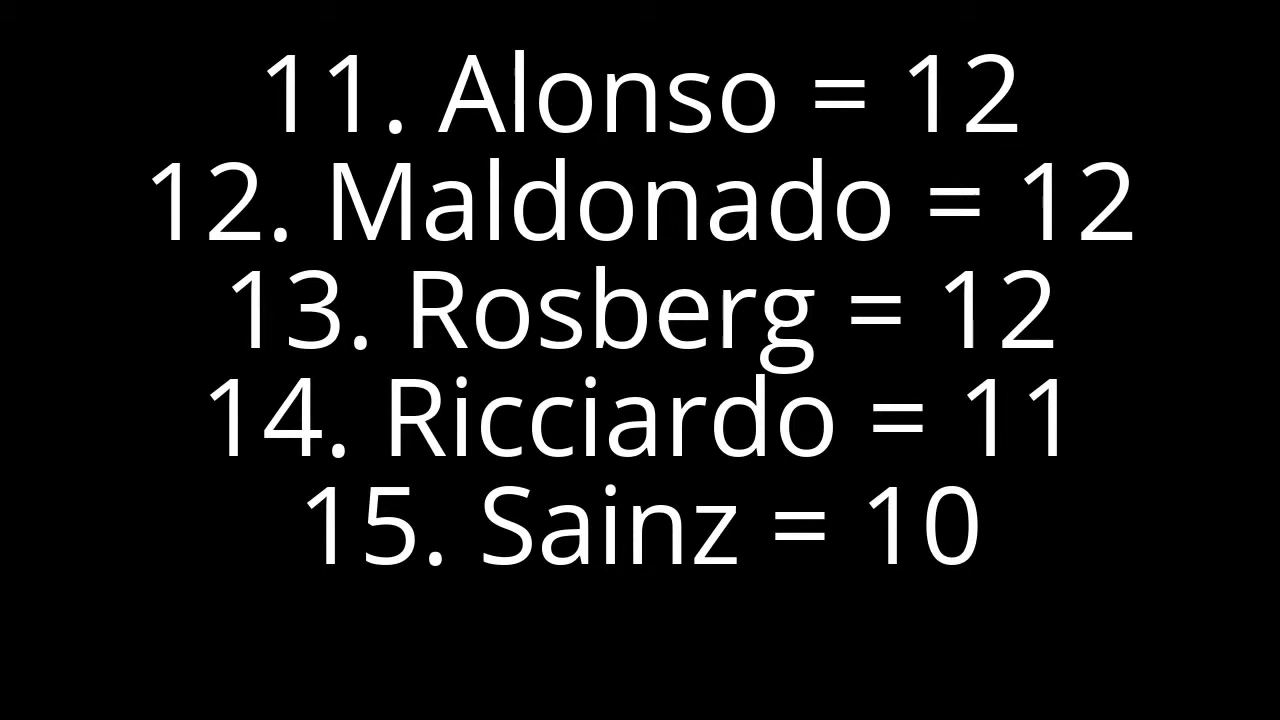 11. Alonso = 12
12. Maldonado = 12
13. Rosberg = 12
14. Ricciardo = 11
15. Sainz = 10